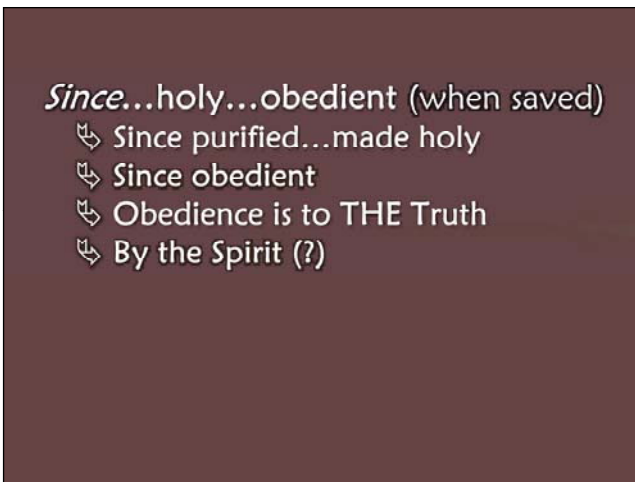 Since...holy...obedient (when saved)
Since purified...made holy
Since obedient
Obedience is to THE Truth
By the Spirit (?)